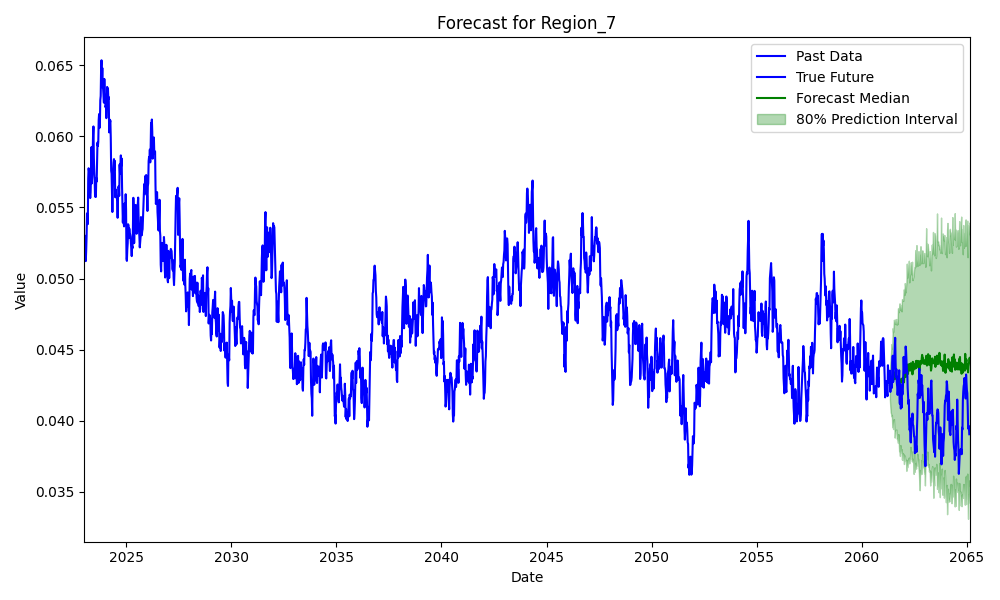 Forecast for Region_7
Past Data
True Future
Forecast Median
80% Prediction Interval
Value
0.065
0.060
0.055
0.050
0.045
0.040
0.035
2025 2030 2035 2040 2045 2050 2055 2060 2065
Date